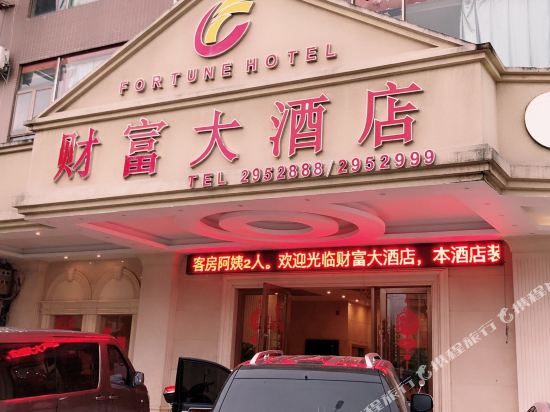 FORTUNE HOTEL
财富大酒店
TEL 2952888/2952999
客房阿姨2人。欢迎光临财富大酒店，本酒店装
携程旅行